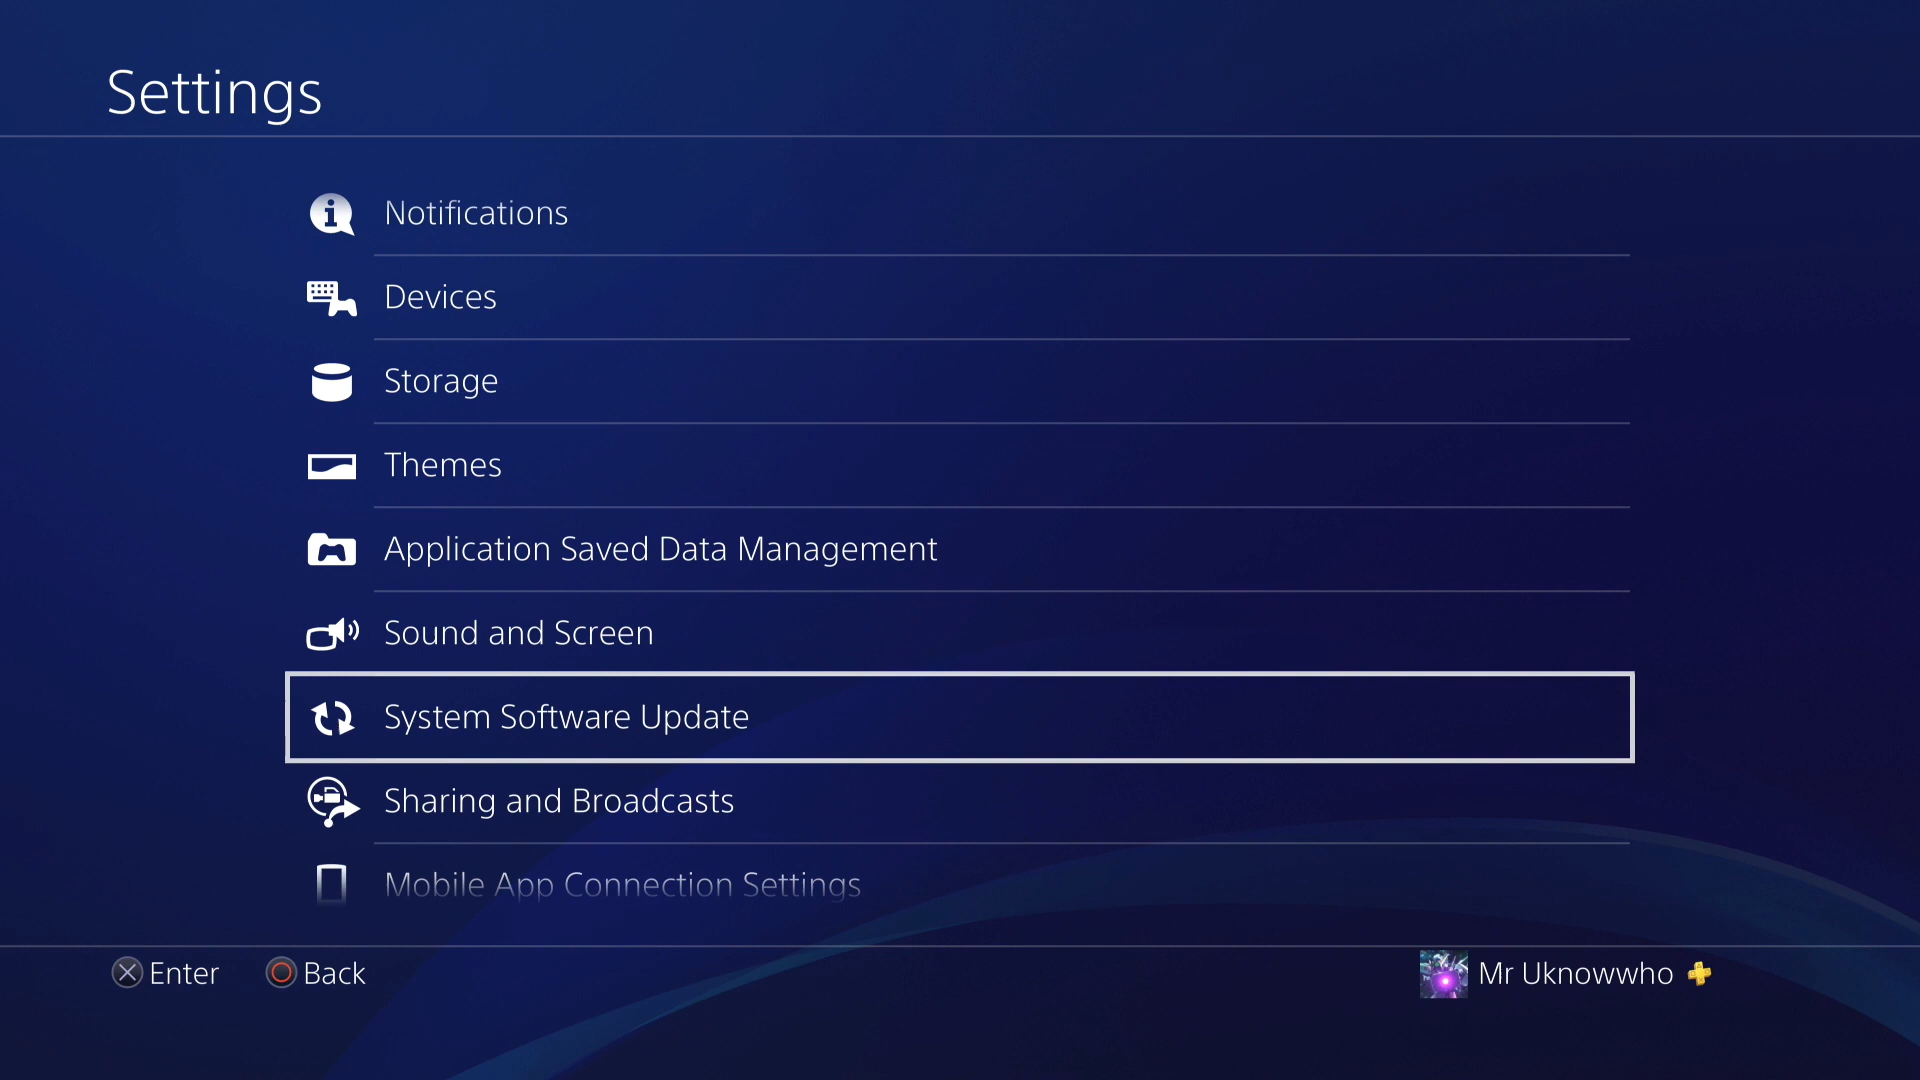 Settings
Notifications
Devices
Storage
Themes
Application Saved Data Management
Sound and Screen
System Software Update
Sharing and Broadcasts
Mobile App Connection Settings
Enter Back Mr Uknowwho